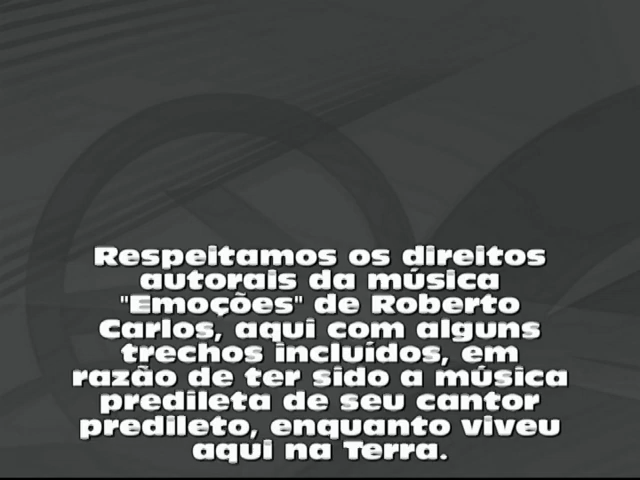 Respeitamos os direitos
autorais da música
"Emoções" de Roberto
Carlos, aqui com alguns
trechos incluídos, em
razão de ter sido a música
predileta de seu cantor
predileto, enquanto viveu
aqui na Terra.